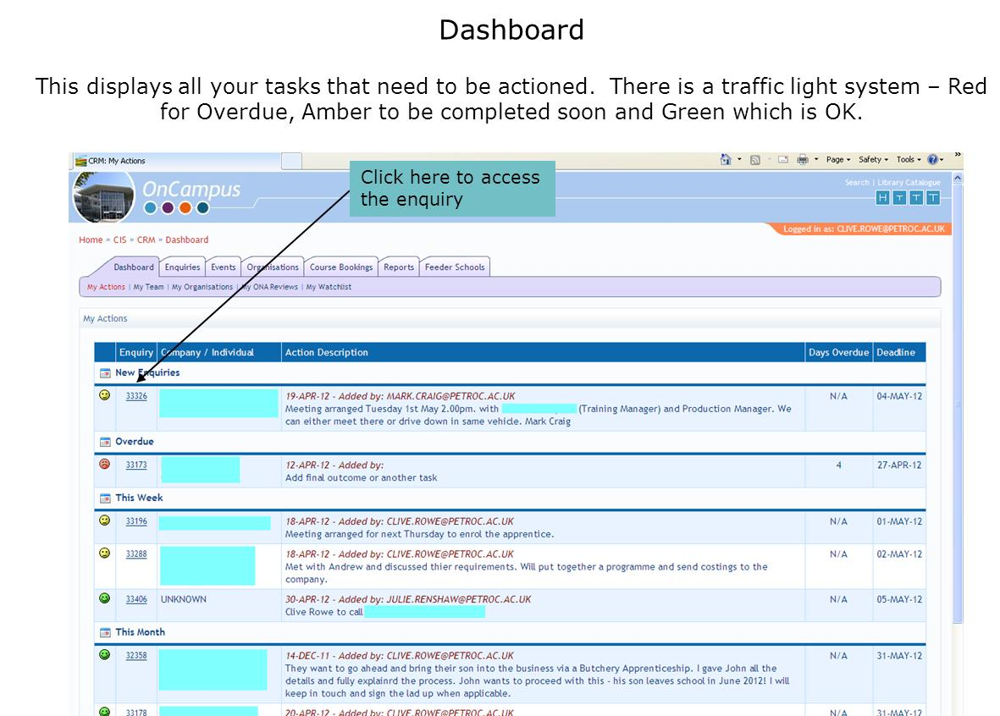 Dashboard
This displays all your tasks that need to be actioned.  There is a traffic light system – Red
for Overdue, Amber to be completed soon and Green which is OK.
CRM: My Actions
Page
Safety
Tools
»
Click here to access
the enquiry
OnCampus
Search | Library Catalogue
H T T T
Logged in as: CLIVE.ROWE@PETROC.AC.UK
Home » CIS » CRM » Dashboard
Dashboard Enquiries Events Organisations Course Bookings Reports Feeder Schools
My Actions | My Team | My Organisations | My ONA Reviews | My Watchlist
My Actions
Enquiry Company / Individual Action Description Days Overdue Deadline
New Enquiries
33326 19-APR-12 - Added by: MARK.CRAIG@PETROC.AC.UK N/A 04-MAY-12
Meeting arranged Tuesday 1st May 2.00pm. with (Training Manager) and Production Manager. We
can either meet there or drive down in same vehicle. Mark Craig
Overdue
33173 12-APR-12 - Added by: 4 27-APR-12
Add final outcome or another task
This Week
33196 18-APR-12 - Added by: CLIVE.ROWE@PETROC.AC.UK N/A 01-MAY-12
Meeting arranged for next Thursday to enrol the apprentice.
33288 18-APR-12 - Added by: CLIVE.ROWE@PETROC.AC.UK N/A 02-MAY-12
Met with Andrew and discussed thier requirements. Will put together a programme and send costings to the
company.
33406 UNKNOWN 30-APR-12 - Added by: JULIE.RENSHAW@PETROC.AC.UK N/A 05-MAY-12
Clive Rowe to call
This Month
32358 14-DEC-11 - Added by: CLIVE.ROWE@PETROC.AC.UK N/A 31-MAY-12
They want to go ahead and bring their son into the business via a Butchery Apprenticeship. I gave John all the
details and fully explainrd the process. John wants to proceed with this - his son leaves school in June 2012! I will
keep in touch and sign the lad up when applicable.
33178 20-APR-12 - Added by: CLIVE.ROWE@PETROC.AC.UK N/A 31-MAY-12